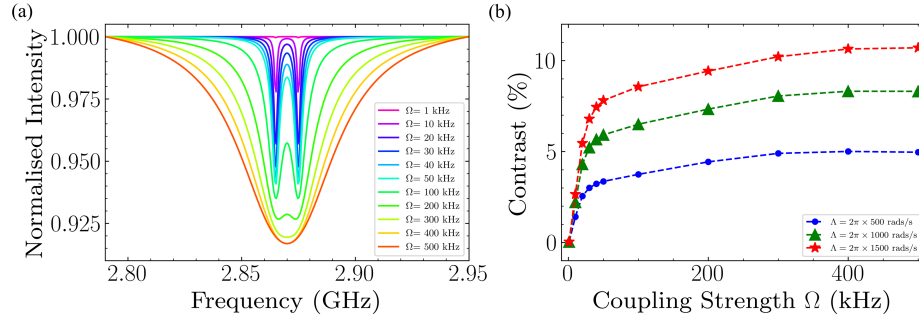 (a)
Normalised Intensity
1.000
0.975
0.950
0.925
Ω= 1 kHz
Ω= 10 kHz
Ω= 20 kHz
Ω= 30 kHz
Ω= 40 kHz
Ω= 50 kHz
Ω= 100 kHz
Ω= 200 kHz
Ω= 300 kHz
Ω= 400 kHz
Ω= 500 kHz
2.80 2.85 2.90 2.95
Frequency (GHz)
(b)
Contrast (%)
10
5
0
Λ = 2π × 500 rads/s
Λ = 2π × 1000 rads/s
Λ = 2π × 1500 rads/s
0 200 400
Coupling Strength Ω (kHz)